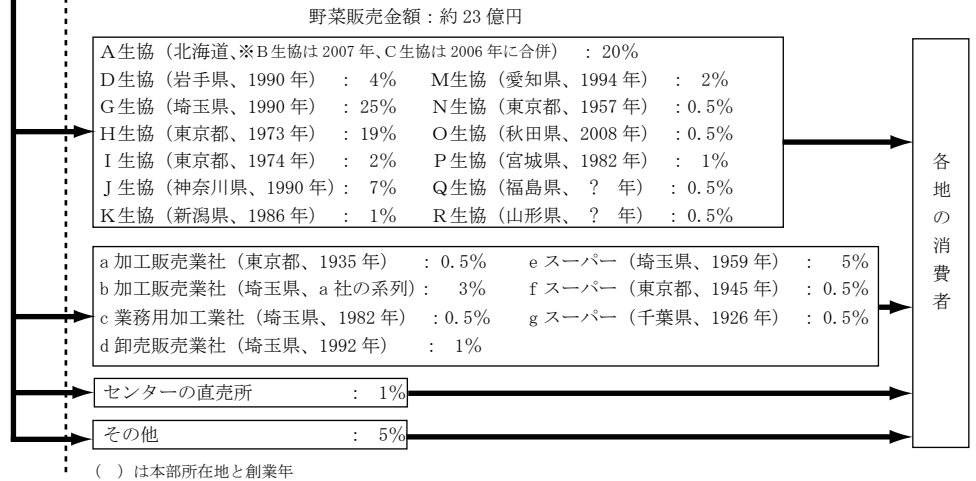 野菜販売金額：約 23 億円
A生協（北海道、※B生協は 2007 年、C生協は 2006 年に合併） ：20%
D生協（岩手県、1990 年） ： 4% M生協（愛知県、1994 年） ： 2%
G生協（埼玉県、1990 年） ：25% N生協（東京都、1957 年） ：0.5%
H生協（東京都、1973 年） ：19% O生協（秋田県、2008 年） ：0.5%
I生協（東京都、1974 年） ： 2% P生協（宮城県、1982 年） ： 1%
J生協（神奈川県、1990 年）： 7% Q生協（福島県、 ？ 年） ：0.5%
K生協（新潟県、1986 年） ： 1% R生協（山形県、 ？ 年） ：0.5%
a 加工販売業社（東京都、1935 年） ：0.5% e スーパー（埼玉県、1959 年） ： 5%
b 加工販売業社（埼玉県、a 社の系列）： 3% f スーパー（東京都、1945 年） ：0.5%
c 業務用加工業社（埼玉県、1982 年） ：0.5% g スーパー（千葉県、1926 年） ：0.5%
d 卸売販売業社（埼玉県、1992 年） ： 1%
センターの直売所 ： 1%
その他 ： 5%
各地の消費者
（ ）は本部所在地と創業年